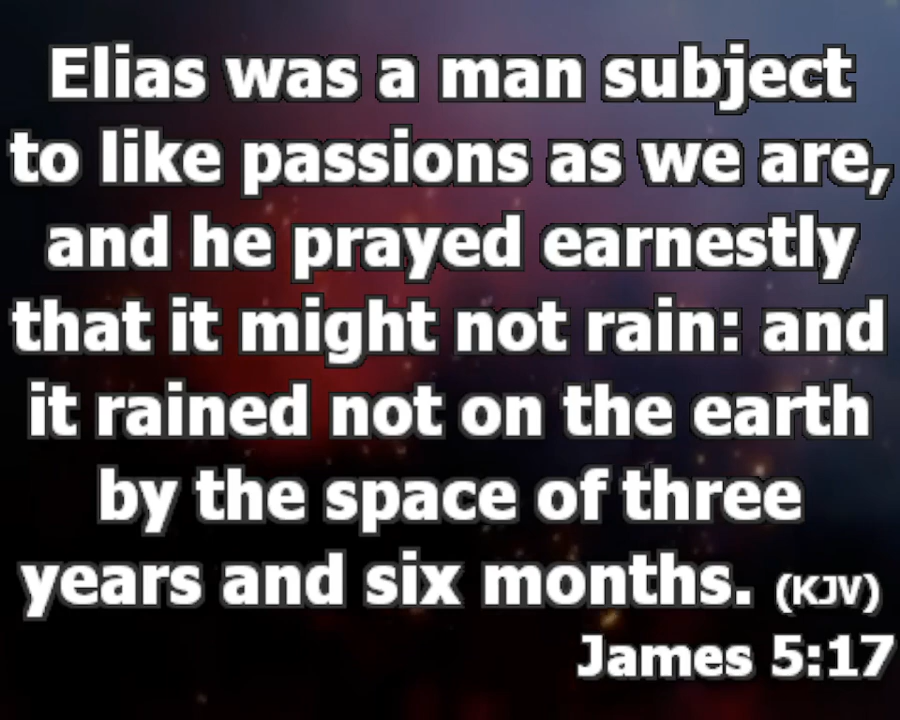 Elias was a man subject
to like passions as we are,
and he prayed earnestly
that it might not rain: and
it rained not on the earth
by the space of three
years and six months. (KJV)
James 5:17